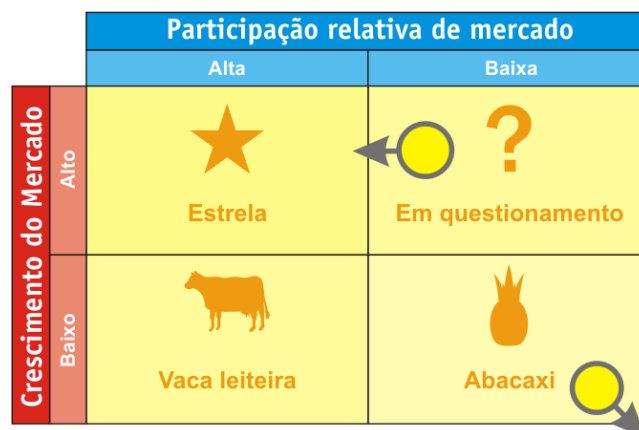 Participação relativa de mercado
Alta
Baixa
Crescimento do Mercado
Alto
Estrela
?
Em questionamento
Baixo
Vaca leiteira
Abacaxi